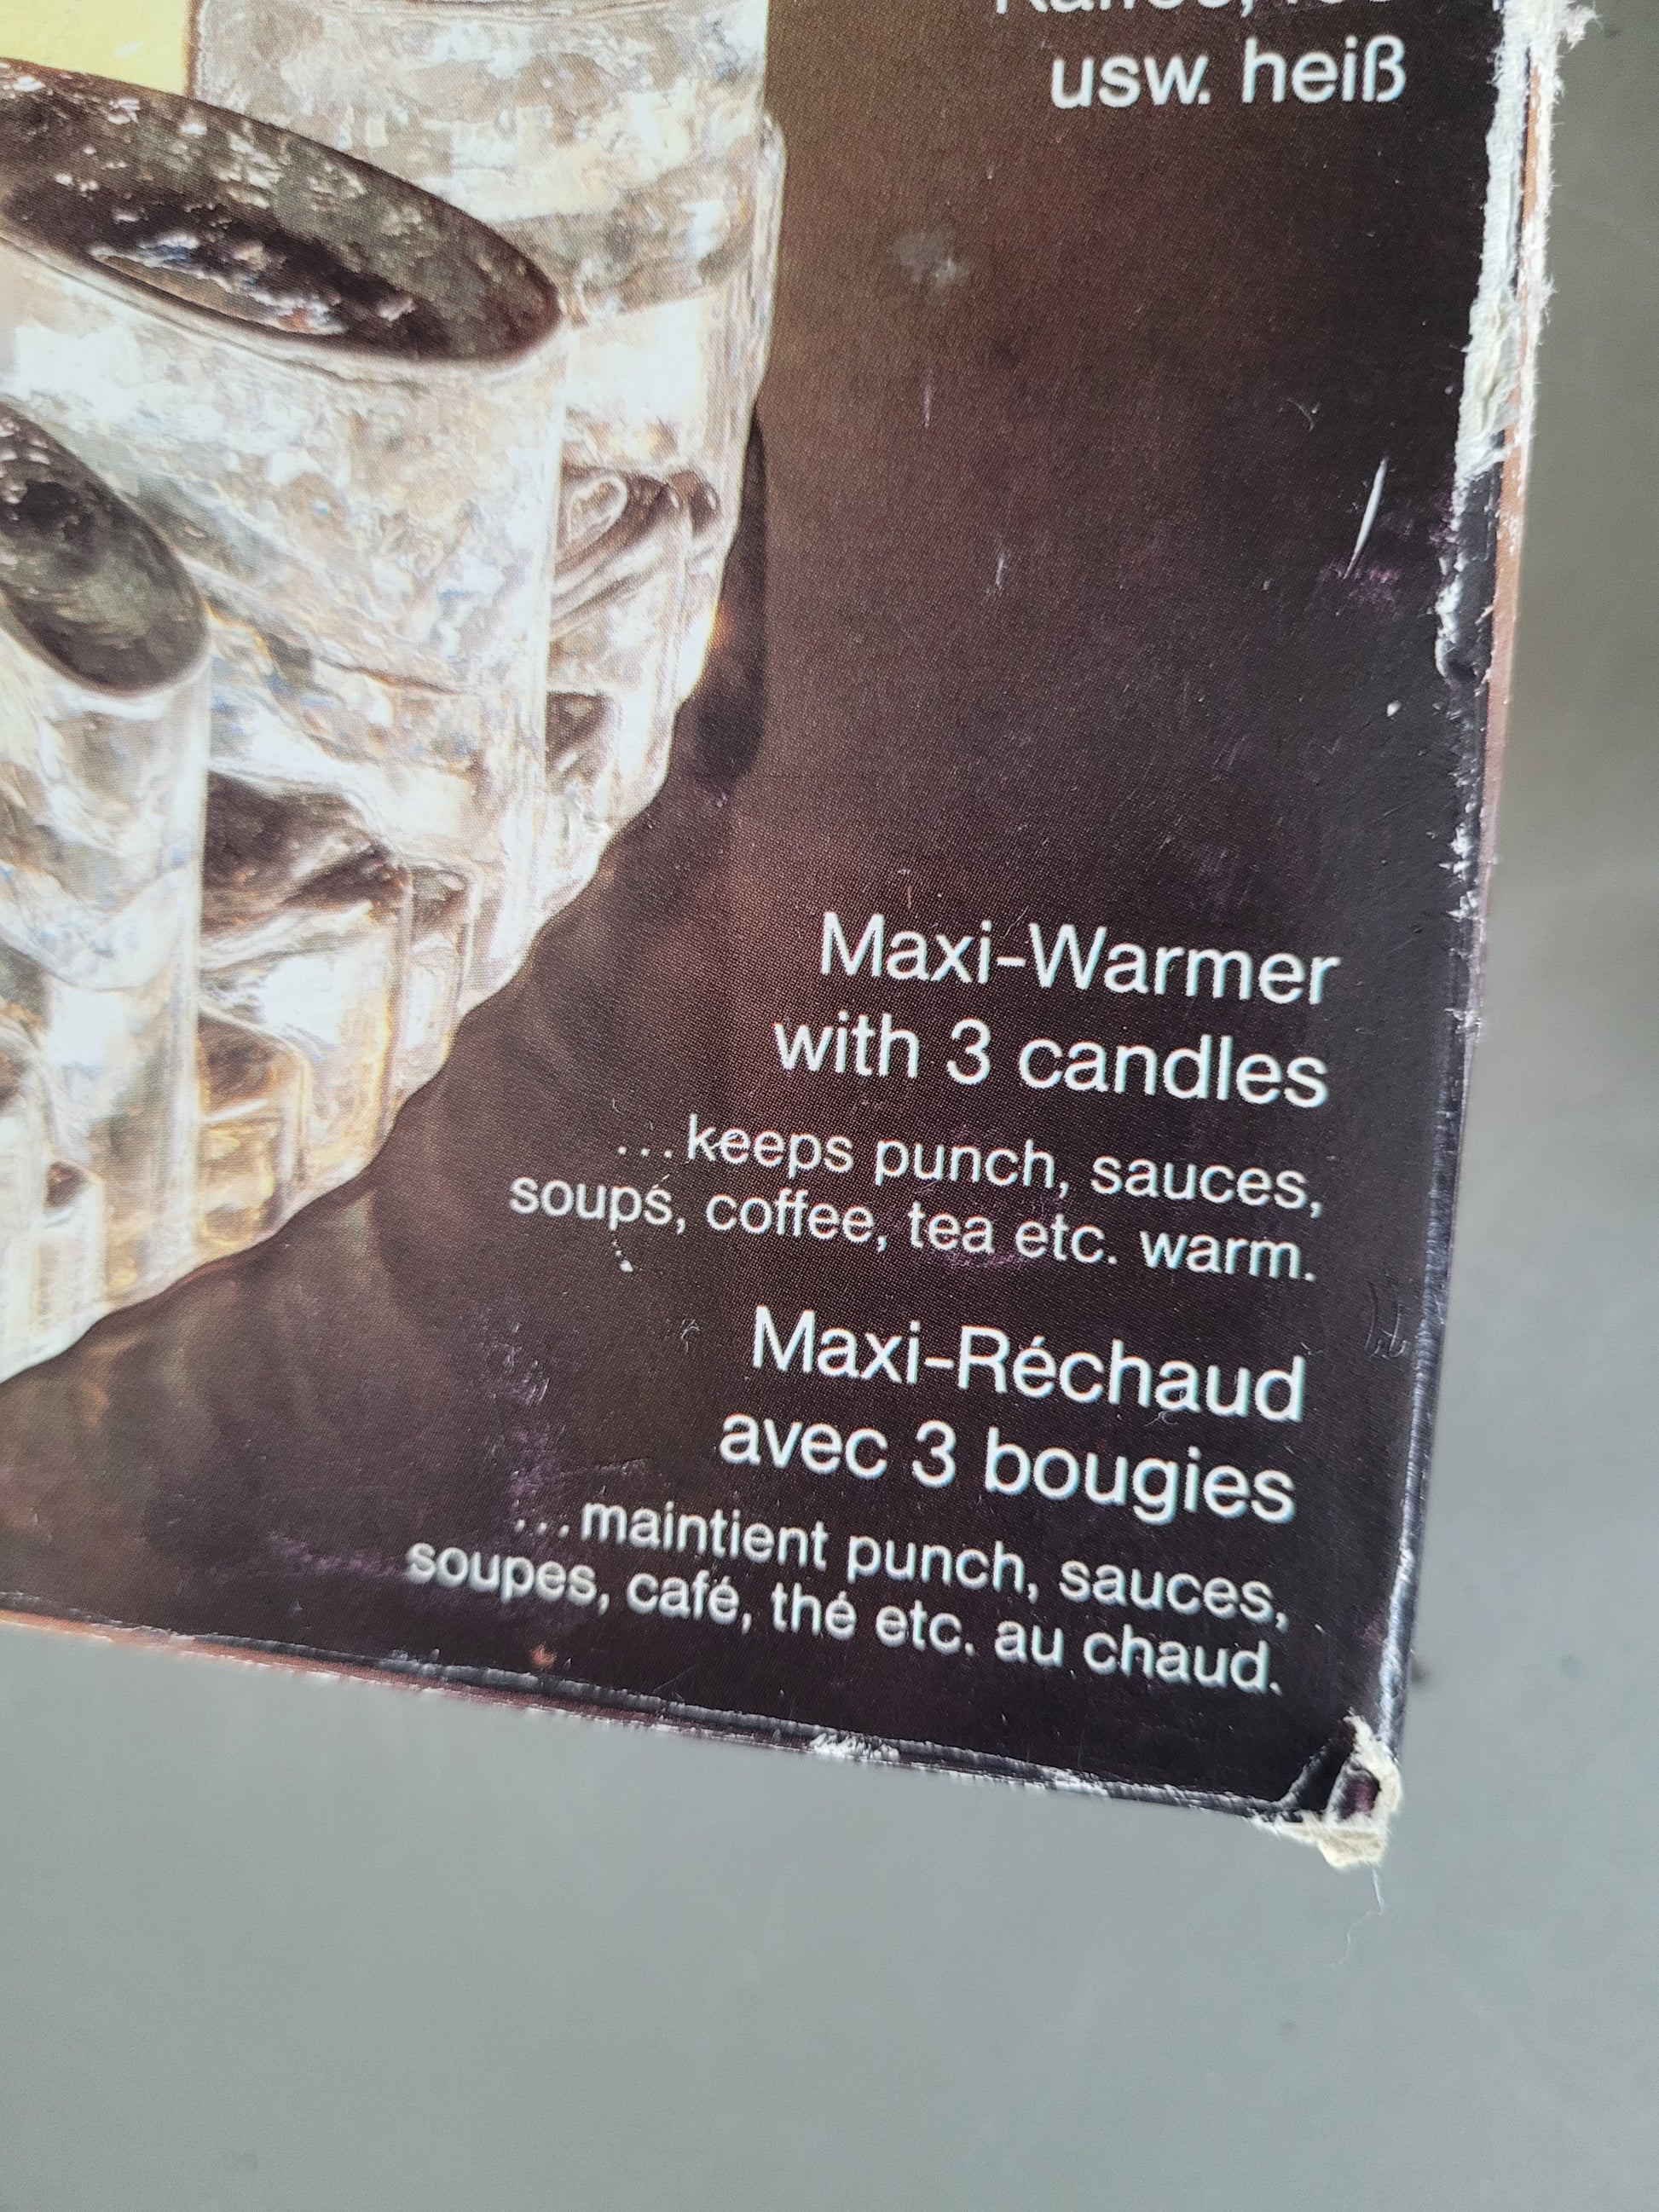 usw. heiß
Maxi-Warmer
with 3 candles
...keeps punch, sauces,
soups, coffee, tea etc. warm.
Maxi-Réchaud
avec 3 bougies
...maintient punch, sauces,
soupes, café, thé etc. au chaud.